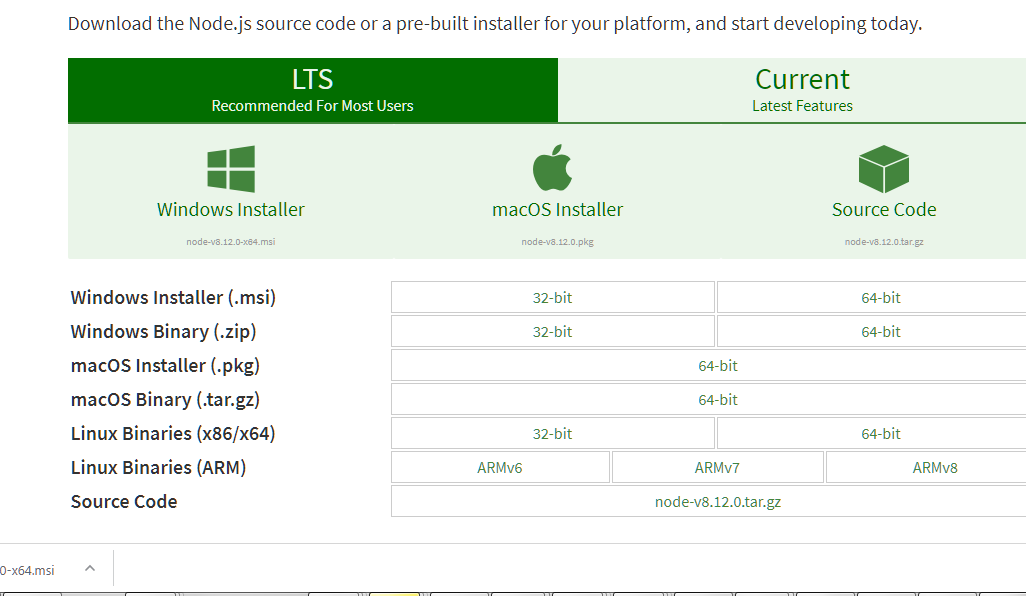 Download the Node.js source code or a pre-built installer for your platform, and start developing today.
LTS
Recommended For Most Users
Current
Latest Features
Windows Installer
macOS Installer
Source Code
node-v8.12.0-x64.msi
node-v8.12.0.pkg
node-v8.12.0.tar.gz
Windows Installer (.msi) 32-bit 64-bit
Windows Binary (.zip) 32-bit 64-bit
macOS Installer (.pkg) 64-bit
macOS Binary (.tar.gz) 64-bit
Linux Binaries (x86/x64) 32-bit 64-bit
Linux Binaries (ARM) ARMv6 ARMv7 ARMv8
Source Code node-v8.12.0.tar.gz
0-x64.msi